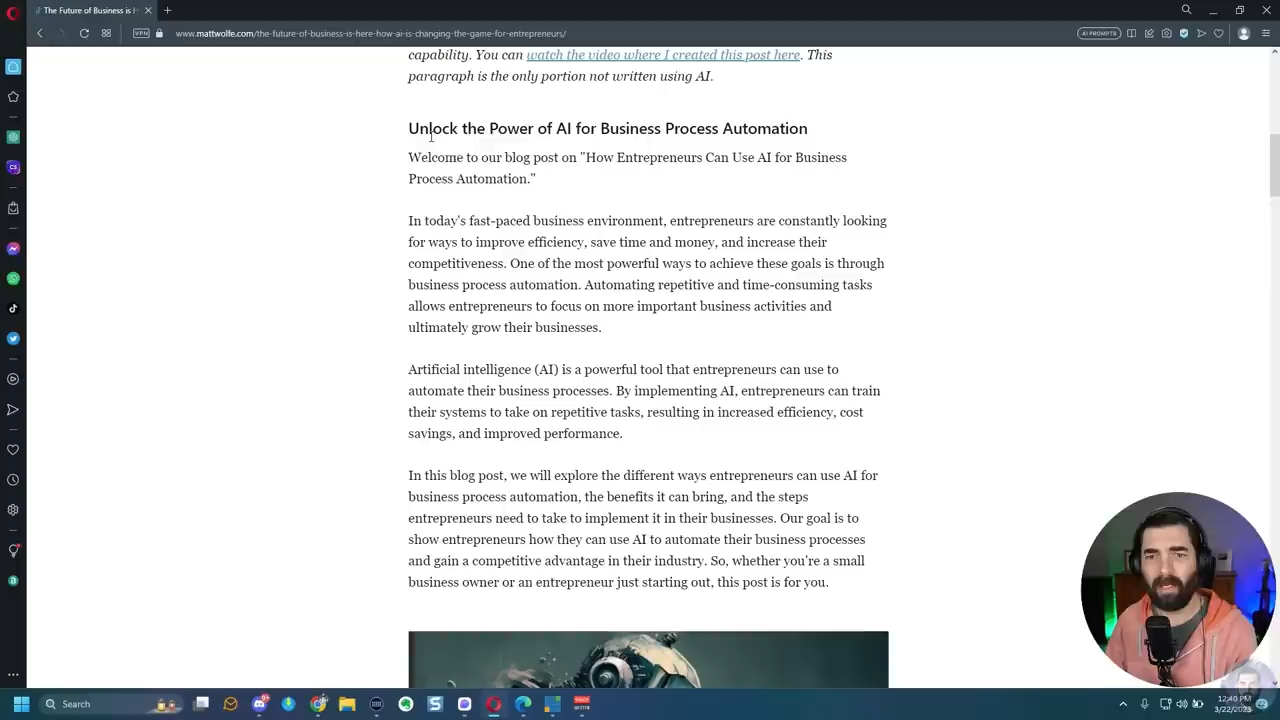 The Future of Business is H
VPN
88
www.mattwolfe.com/the-future-of-business-is-here-how-ai-is-changing-the-game-for-entrepreneurs/
AI PROMPTS
capability. You can watch the video where I created this post here. This
paragraph is the only portion not written using AI.
Unlock the Power of AI for Business Process Automation
Welcome to our blog post on "How Entrepreneurs Can Use AI for Business
Process Automation."
In today's fast-paced business environment, entrepreneurs are constantly looking
for ways to improve efficiency, save time and money, and increase their
competitiveness. One of the most powerful ways to achieve these goals is through
business process automation. Automating repetitive and time-consuming tasks
allows entrepreneurs to focus on more important business activities and
ultimately grow their businesses.
Artificial intelligence (AI) is a powerful tool that entrepreneurs can use to
automate their business processes. By implementing AI, entrepreneurs can train
their systems to take on repetitive tasks, resulting in increased efficiency, cost
savings, and improved performance.
In this blog post, we will explore the different ways entrepreneurs can use AI for
business process automation, the benefits it can bring, and the steps
entrepreneurs need to take to implement it in their businesses. Our goal is to
show entrepreneurs how they can use AI to automate their business processes
and gain a competitive advantage in their industry. So, whether you're a small
business owner or an entrepreneur just starting out, this post is for you.
Search
12:40 PM
3/22/2023